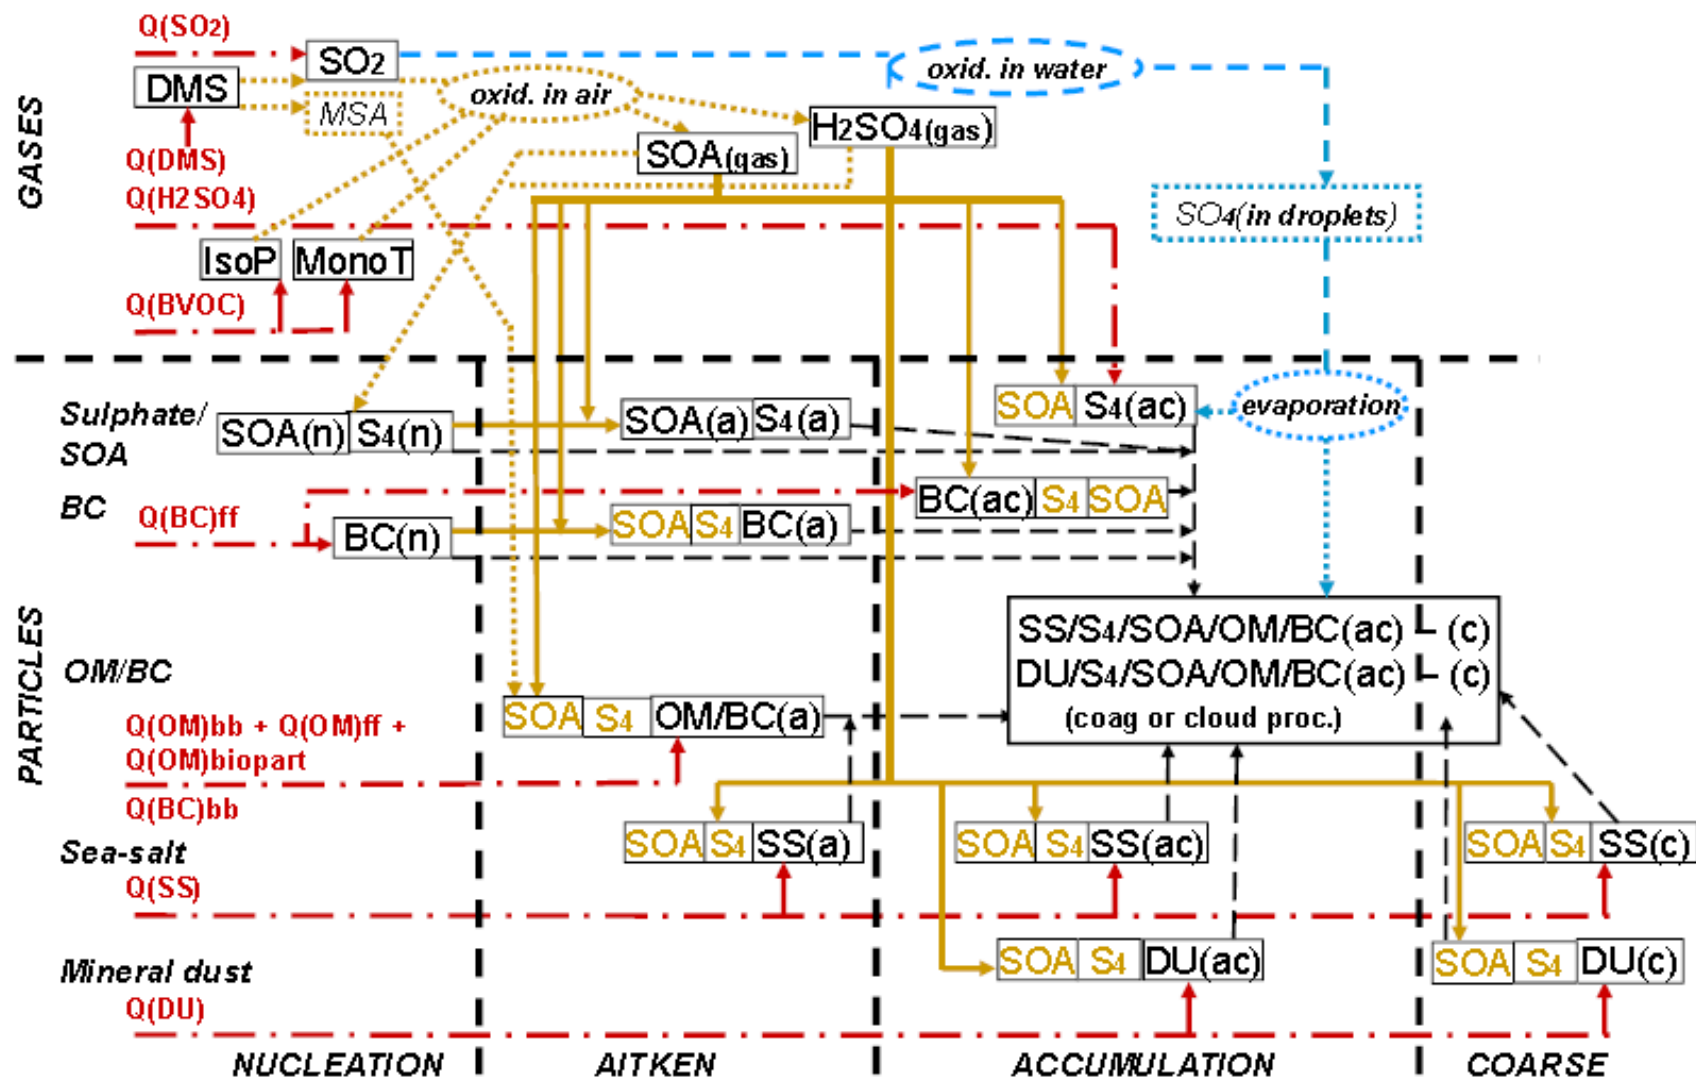 Q(SO2)
SO2
oxid. in water
DMS
oxid. in air
MSA
H2SO4(gas)
SOA(gas)
GASES
Q(DMS)
Q(H2SO4)
SO4(in droplets)
IsoP
MonoT
Q(BVOC)
Sulphate/
SOA
SOA(n) S4(n)
SOA(a) S4(a)
SOA S4(ac)
evaporation
BC
Q(BC)ff
BC(n)
SOA S4 BC(a)
BC(ac) S4 SOA
PARTICLES
SS/S4/SOA/OM/BC(ac) – (c)
DU/S4/SOA/OM/BC(ac) – (c)
(coag or cloud proc.)
OM/BC
SOA S4 OM/BC(a)
Q(OM)bb + Q(OM)ff +
Q(OM)biopart
Q(BC)bb
Sea-salt
SOA S4 SS(a)
SOA S4 SS(ac)
SOA S4 SS(c)
Q(SS)
Mineral dust
SOA S4 DU(ac)
SOA S4 DU(c)
Q(DU)
NUCLEATION
AITKEN
ACCUMULATION
COARSE